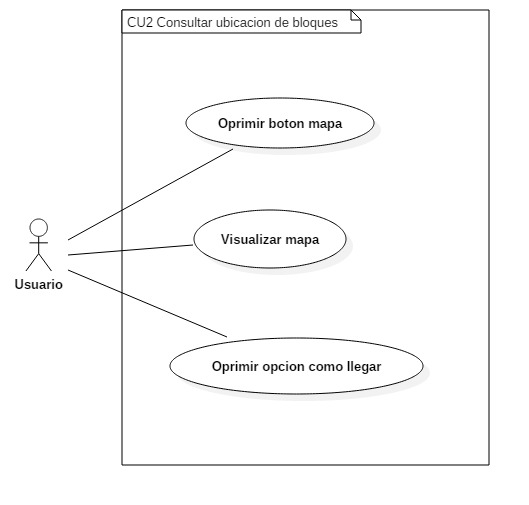 CU2 Consultar ubicacion de bloques
Oprimir boton mapa
Visualizar mapa
Usuario
Oprimir opcion como llegar